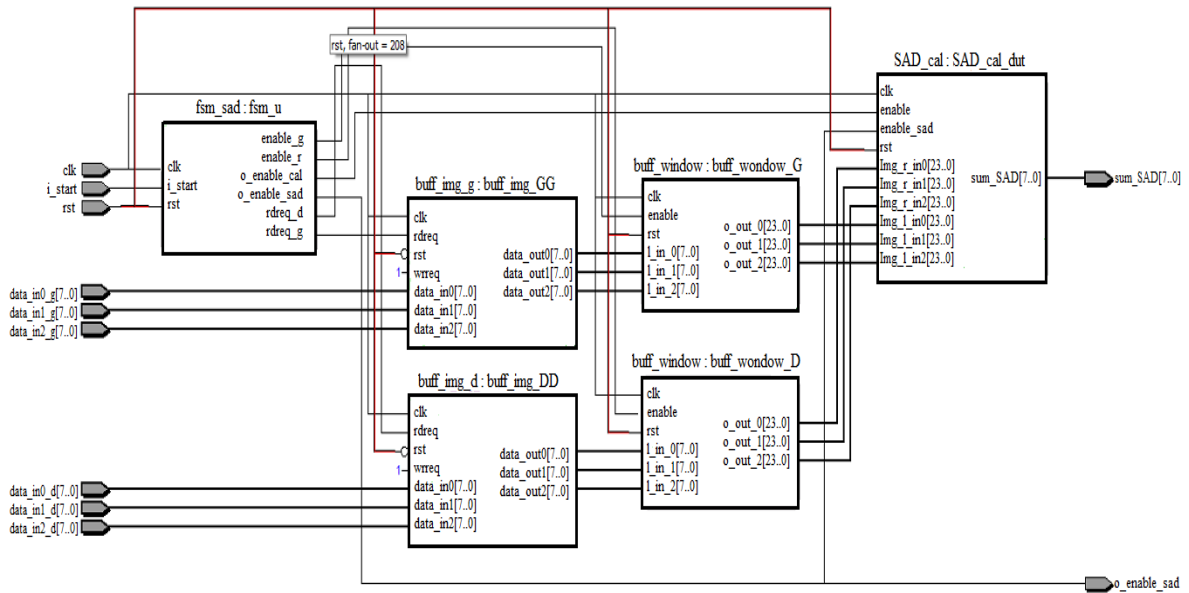 rst, fan-out = 208
fsm_sad : fsm_u
clk
i_start
rst
clk
i_start
rst
enable_g
enable_r
o_enable_cal
o_enable_sad
rdreq_d
rdreq_g
buff_img_g : buff_img_GG
clk
rdreq
rst
1
wrreq
data_in0[7..0]
data_in1[7..0]
data_in2[7..0]
data_out0[7..0]
data_out1[7..0]
data_out2[7..0]
data_in0_g[7..0]
data_in1_g[7..0]
data_in2_g[7..0]
buff_img_d : buff_img_DD
clk
rdreq
rst
1
wrreq
data_in0[7..0]
data_in1[7..0]
data_in2[7..0]
data_out0[7..0]
data_out1[7..0]
data_out2[7..0]
data_in0_d[7..0]
data_in1_d[7..0]
data_in2_d[7..0]
buff_window : buff_wondow_G
clk
enable
rst
l_in_0[7..0]
l_in_1[7..0]
l_in_2[7..0]
o_out_0[23..0]
o_out_1[23..0]
o_out_2[23..0]
buff_window : buff_wondow_D
clk
enable
rst
l_in_0[7..0]
l_in_1[7..0]
l_in_2[7..0]
o_out_0[23..0]
o_out_1[23..0]
o_out_2[23..0]
SAD_cal : SAD_cal_dut
clk
enable
enable_sad
rst
Img_r_in0[23..0]
Img_r_in1[23..0]
Img_r_in2[23..0]
Img_l_in0[23..0]
Img_l_in1[23..0]
Img_l_in2[23..0]
sum_SAD[7..0]
sum_SAD[7..0]
o_enable_sad